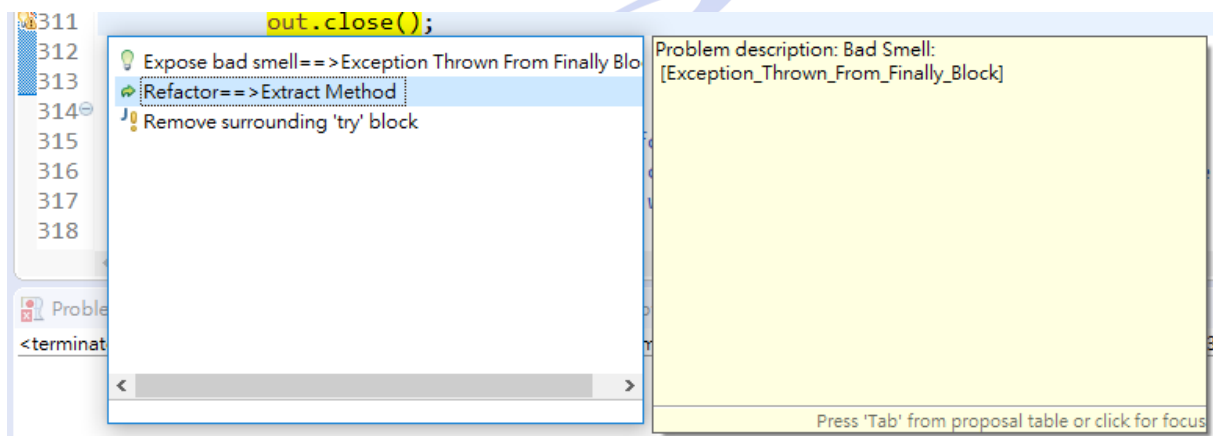 311 out.close();
312
313
314
315
316
317
318
Expose bad smell==>Exception Thrown From Finally Blo
Refactor==>Extract Method
Remove surrounding 'try' block
Problem description: Bad Smell:
[Exception_Thrown_From_Finally_Block]
Press 'Tab' from proposal table or click for focus
Proble
<terminat